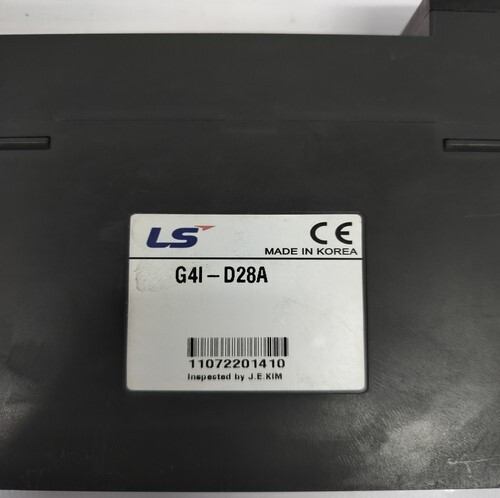 LS
CE
MADE IN KOREA
G4I-D28A
11072201410
Inspected by J.E.KIM